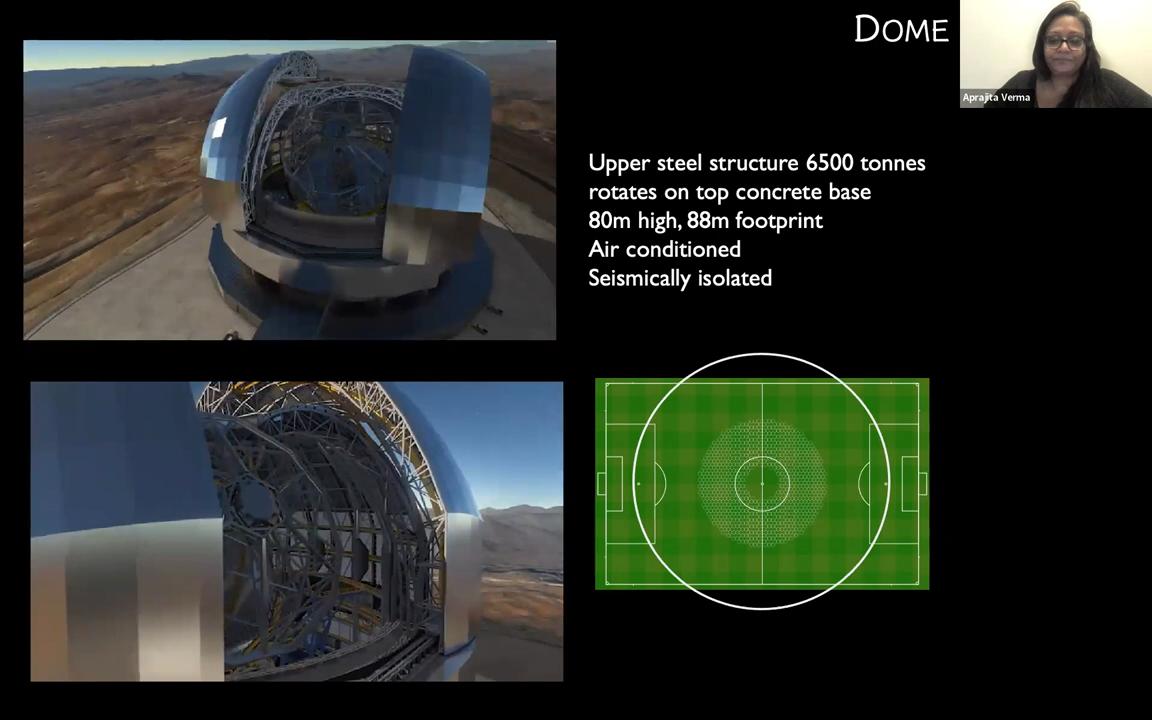 DOME
Aprajita Verma
Upper steel structure 6500 tonnes
rotates on top concrete base
80m high, 88m footprint
Air conditioned
Seismically isolated